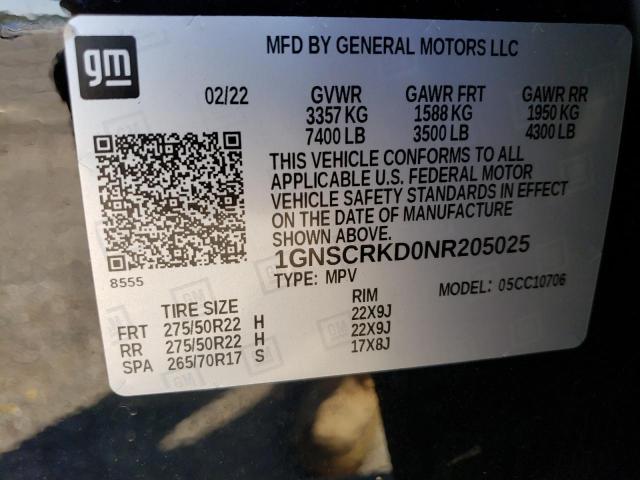 gm
MFD BY GENERAL MOTORS LLC
02/22 GVWR GAWR FRT GAWR RR
3357 KG 1588 KG 1950 KG
7400 LB 3500 LB 4300 LB
THIS VEHICLE CONFORMS TO ALL
APPLICABLE U.S. FEDERAL MOTOR
VEHICLE SAFETY STANDARDS IN EFFECT
ON THE DATE OF MANUFACTURE
SHOWN ABOVE.
1GNSCRKD0NR205025
8555 TYPE: MPV MODEL: 05CC10706
TIRE SIZE RIM
FRT 275/50R22 H 22X9J
RR 275/50R22 H 22X9J
SPA 265/70R17 S 17X8J